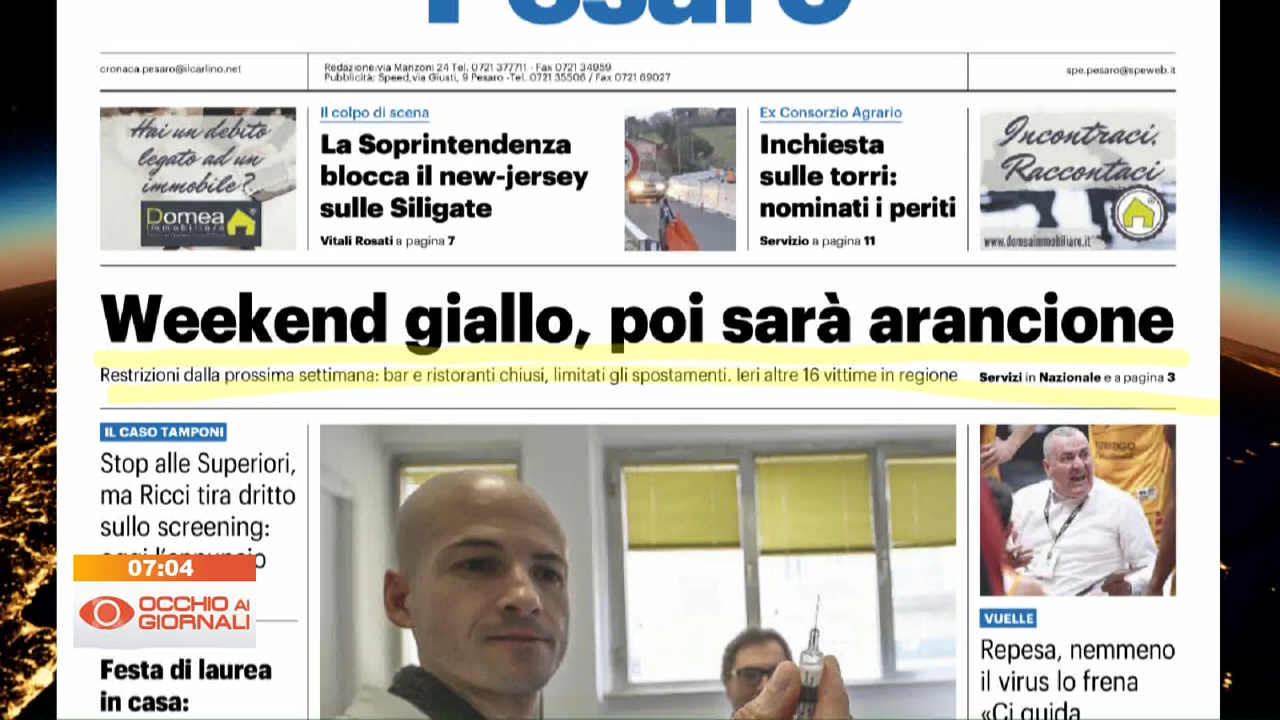 Pesaro
cronaca.pesaro@ilcarlino.net
Redazione:via Manzoni 24 Tel. 0721 377711 - Fax 0721 34959
Pubblicità: Speed,via Giusti, 9 Pesaro -Tel. 0721 35506 / Fax 0721 69027
spe.pesaro@speweb.it
Hai un debito
legato ad un
immobile?
Domea
immobiliare
Il colpo di scena
La Soprintendenza
blocca il new-jersey
sulle Siligate
Vitali Rosati a pagina 7
Ex Consorzio Agrario
Inchiesta
sulle torri:
nominati i periti
Servizio a pagina 11
Incontraci.
Raccontaci
www.domeaimmobiliare.it
Weekend giallo, poi sarà arancione
Restrizioni dalla prossima settimana: bar e ristoranti chiusi, limitati gli spostamenti. Ieri altre 16 vittime in regione
Servizi in Nazionale e a pagina 3
IL CASO TAMPONI
Stop alle Superiori,
ma Ricci tira dritto
sullo screening:
oggi l'annuncio
07:04
OCCHIO AI
GIORNALI
Festa di laurea
in casa:
VUELLE
Repesa, nemmeno
il virus lo frena
«Ci guida